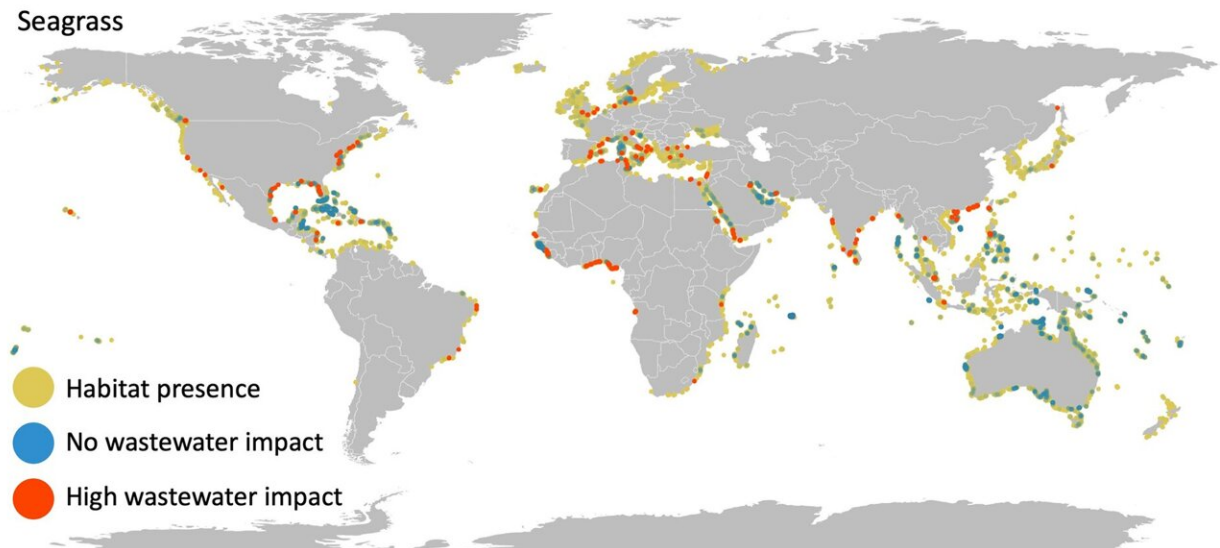 Seagrass
Habitat presence
No wastewater impact
High wastewater impact